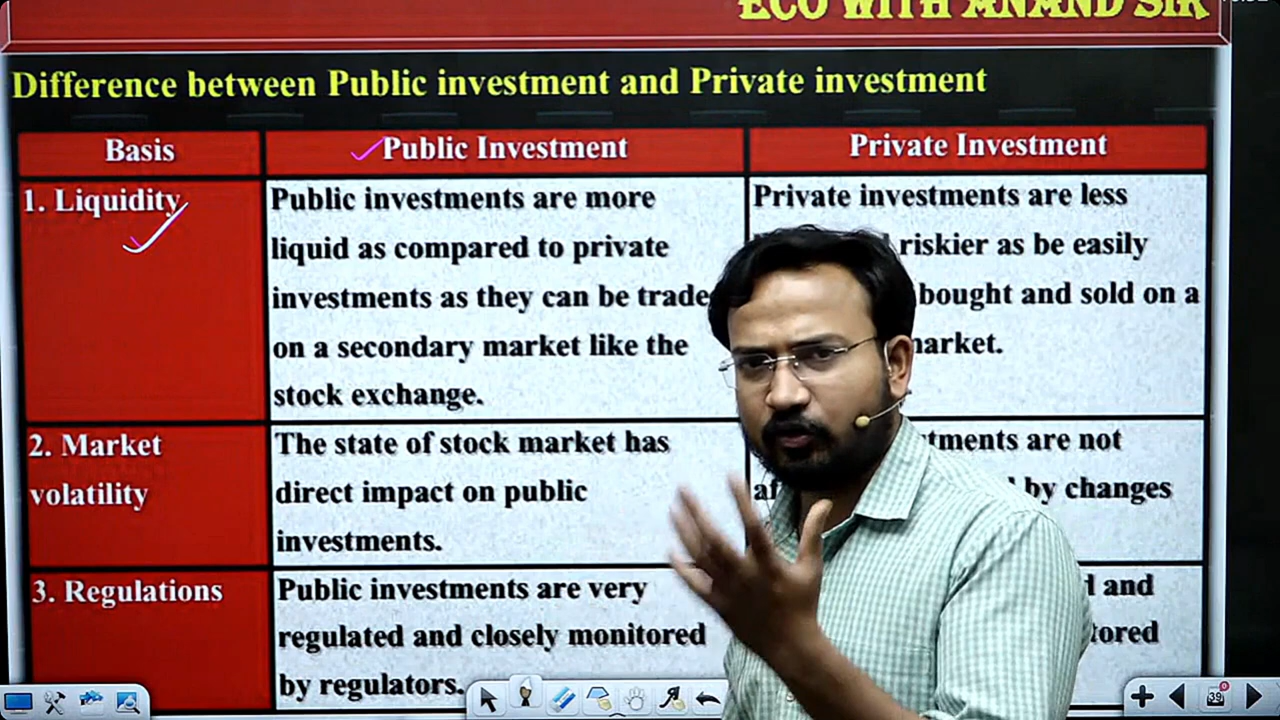 ECO WITH ANAND SIR
Difference between Public investment and Private investment
Basis
Public Investment
Private Investment
1. Liquidity
Public investments are more
liquid as compared to private
investments as they can be trade
on a secondary market like the
stock exchange.
Private investments are less
riskier as be easily
bought and sold on a
market.
2. Market
volatility
The state of stock market has
direct impact on public
investments.
are not
by changes
3. Regulations
Public investments are very
regulated and closely monitored
by regulators.
and
39